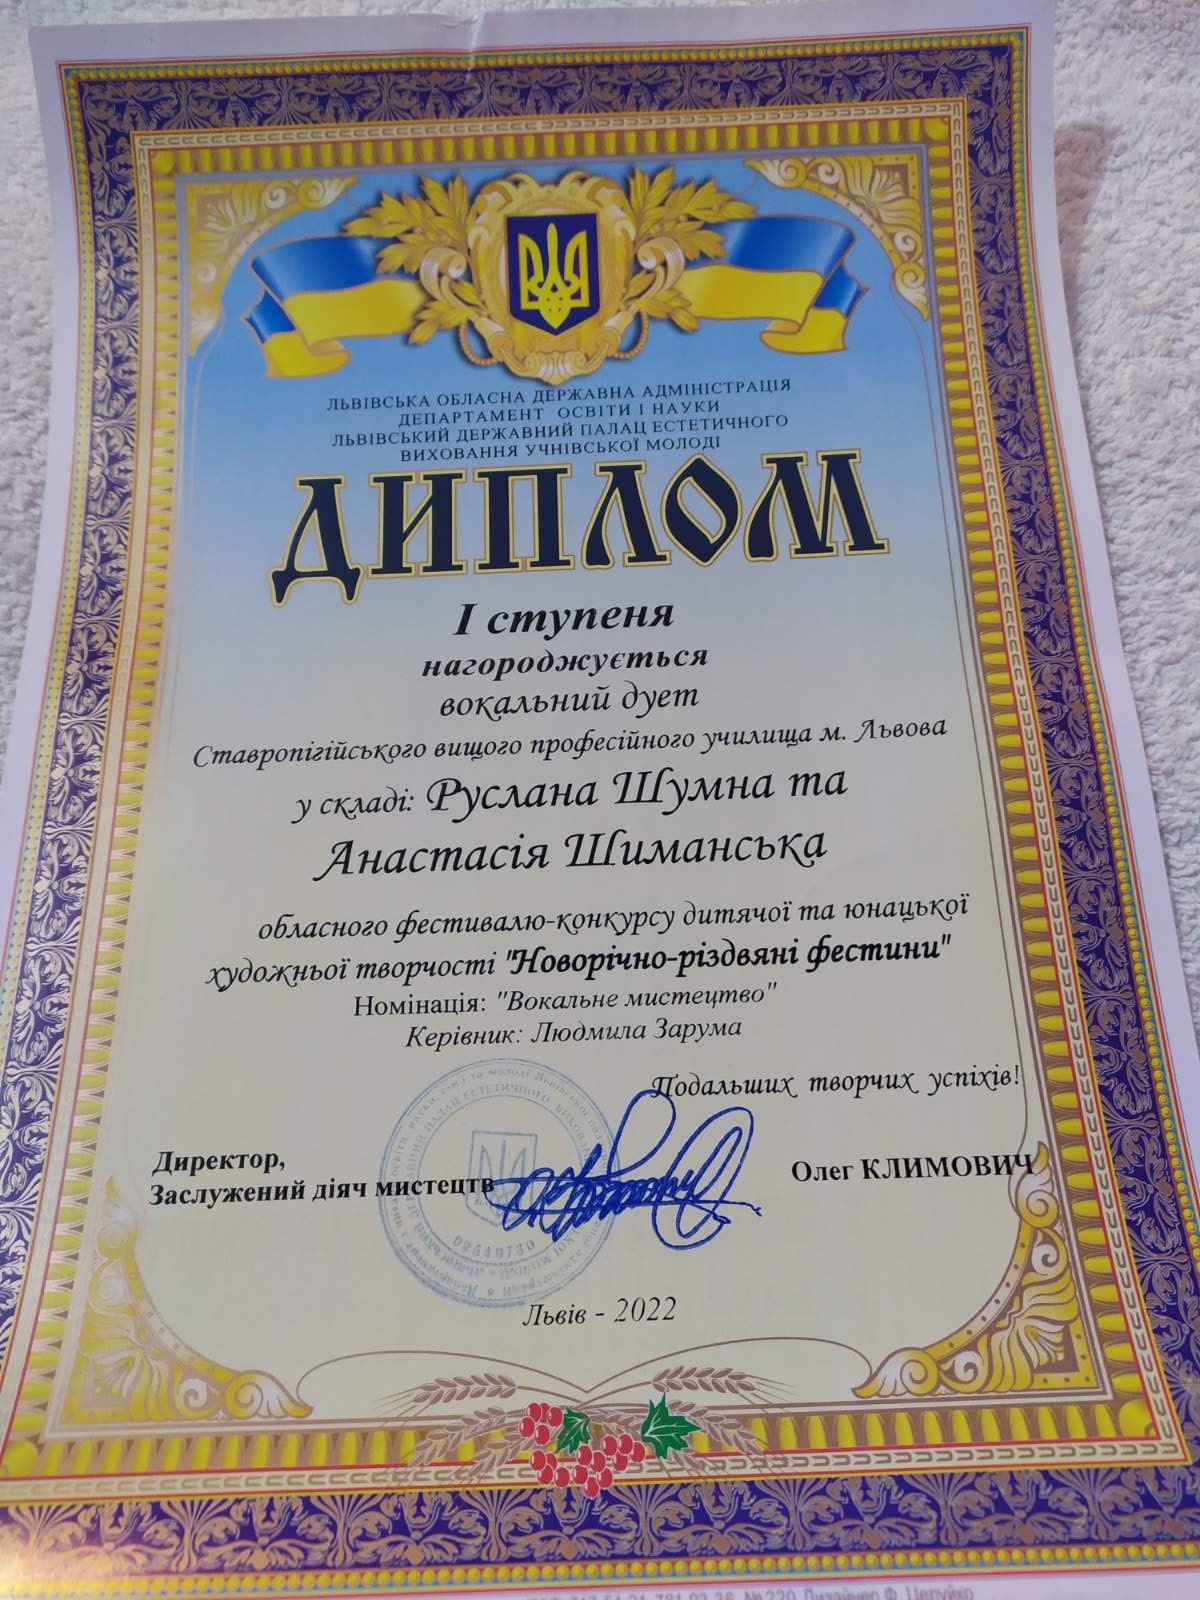 ЛЬВІВСЬКА ОБЛАСНА ДЕРЖАВНА АДМІНІСТРАЦІЯ
ДЕПАРТАМЕНТ ОСВІТИ І НАУКИ
ЛЬВІВСЬКИЙ ДЕРЖАВНИЙ ПАЛАЦ ЕСТЕТИЧНОГО
ВИХОВАННЯ УЧНІВСЬКОЇ МОЛОДІ
ДИПЛОМ
І ступеня
нагороджується
вокальний дует
Ставропігійського вищого професійного училища м. Львова
у складі: Руслана Шумна та
Анастасія Шиманська
обласного фестивалю-конкурсу дитячої та юнацької
художньої творчості "Новорічно-різдвяні фестини"
Номінація: "Вокальне мистецтво"
Керівник: Людмила Зарума
Подальших творчих успіхів!
Директор,
Заслужений діяч мистецтв
Олег КЛИМОВИЧ
Львів - 2022